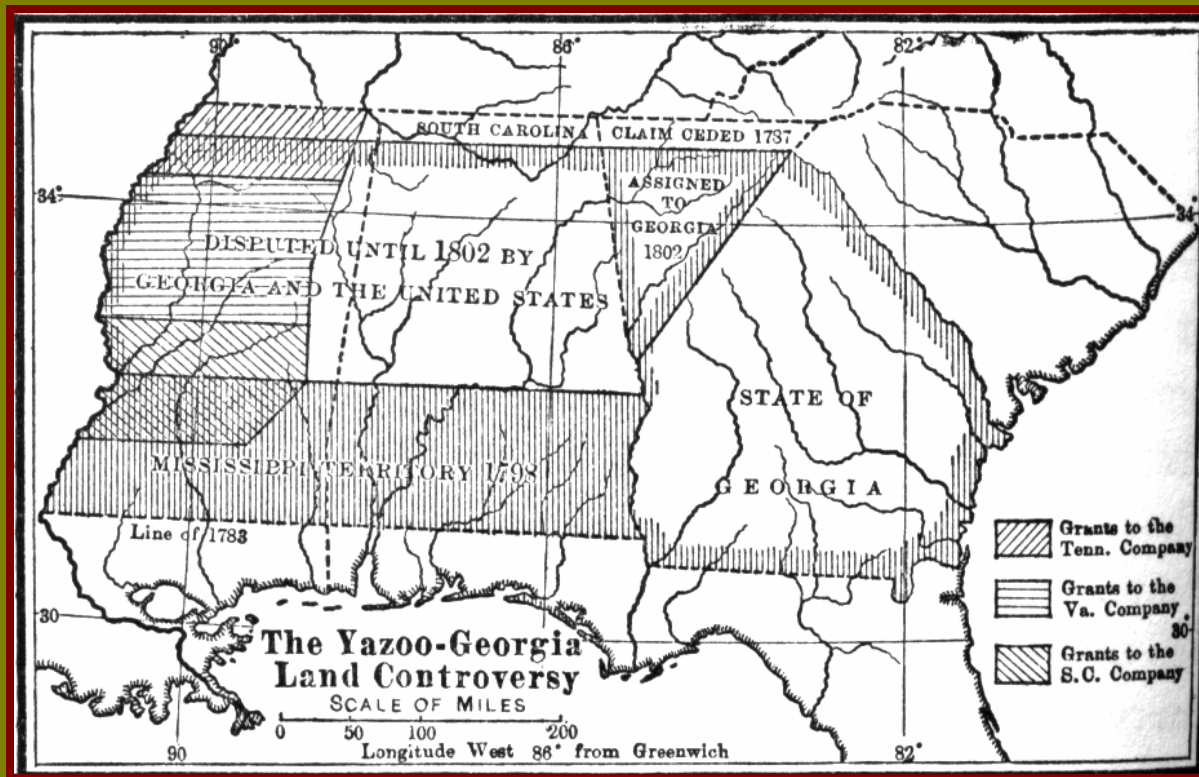 90°
86°
82°
SOUTH CAROLINA CLAIM CEDED 1737
34°
34°
ASSIGNED
TO
GEORGIA
1802
DISPUTED UNTIL 1802 BY
GEORGIA AND THE UNITED STATES
STATE OF
GEORGIA
MISSISSIPPI TERRITORY 1798
Line of 1783
Grants to the
Tenn. Company
Grants to the
Va. Company
Grants to the
S.C. Company
30
30°
The Yazoo-Georgia
Land Controversy
SCALE OF MILES
0 50 100 200
90
Longitude West 86° from Greenwich
82°